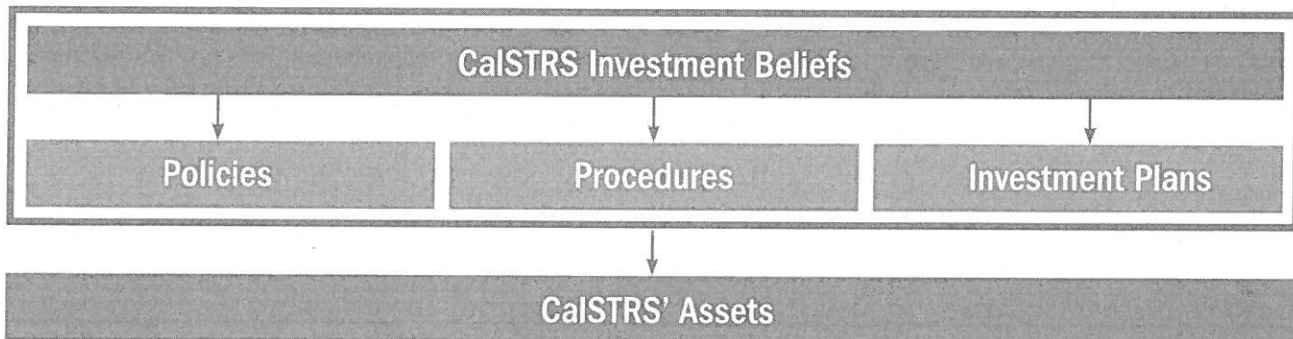 CalSTRS Investment Beliefs
Policies
Procedures
Investment Plans
CalSTRS' Assets